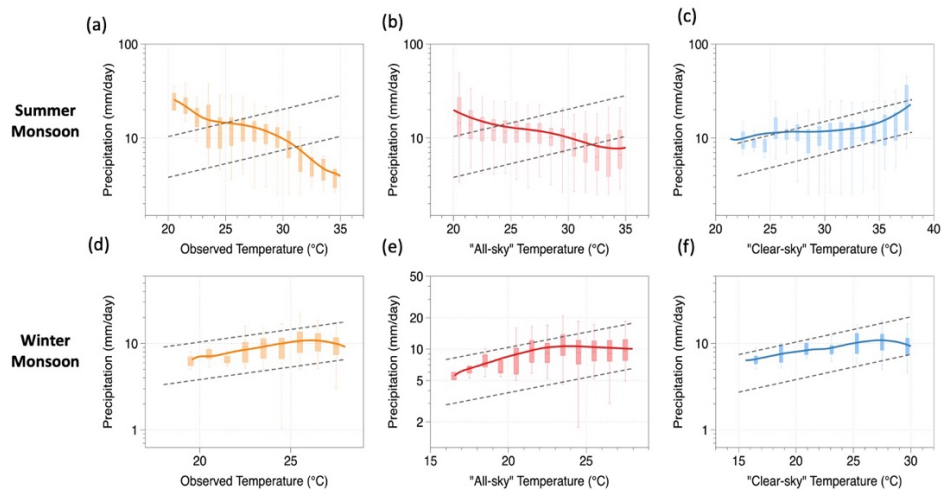 (a)
(b)
(c)
Summer
Monsoon
Precipitation (mm/day)
100
10
20
25
30
35
Observed Temperature (°C)
Precipitation (mm/day)
100
10
20
25
30
35
"All-sky" Temperature (°C)
Precipitation (mm/day)
100
10
20
25
30
35
40
"Clear-sky" Temperature (°C)
(d)
(e)
(f)
Winter
Monsoon
Precipitation (mm/day)
100
10
1
20
25
Observed Temperature (°C)
Precipitation (mm/day)
50
20
10
5
2
15
20
25
"All-sky" Temperature (°C)
Precipitation (mm/day)
100
10
1
15
20
25
30
"Clear-sky" Temperature (°C)